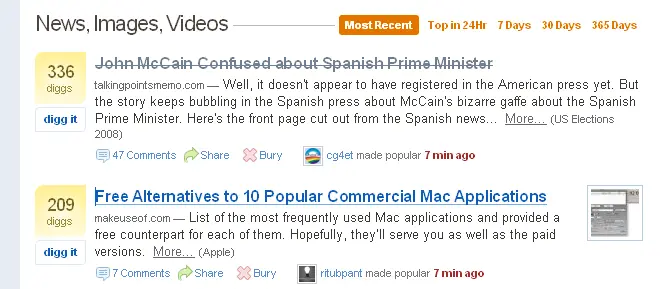 News, Images, Videos
Most Recent Top in 24Hr 7 Days 30 Days 365 Days
336
diggs
digg it
John McCain Confused about Spanish Prime Minister
talkingpointsmemo.com — Well, it doesn't appear to have registered in the American press yet. But
the story keeps bubbling in the Spanish press about McCain's bizarre gaffe about the Spanish
Prime Minister. Here's the front page cut out from the Spanish news... More... (US Elections
2008)
47 Comments Share Bury cg4et made popular 7 min ago
209
diggs
digg it
Free Alternatives to 10 Popular Commercial Mac Applications
makeuseof.com — List of the most frequently used Mac applications and provided a
free counterpart for each of them. Hopefully, they'll serve you as well as the paid
versions. More... (Apple)
7 Comments Share Bury ritubpant made popular 7 min ago